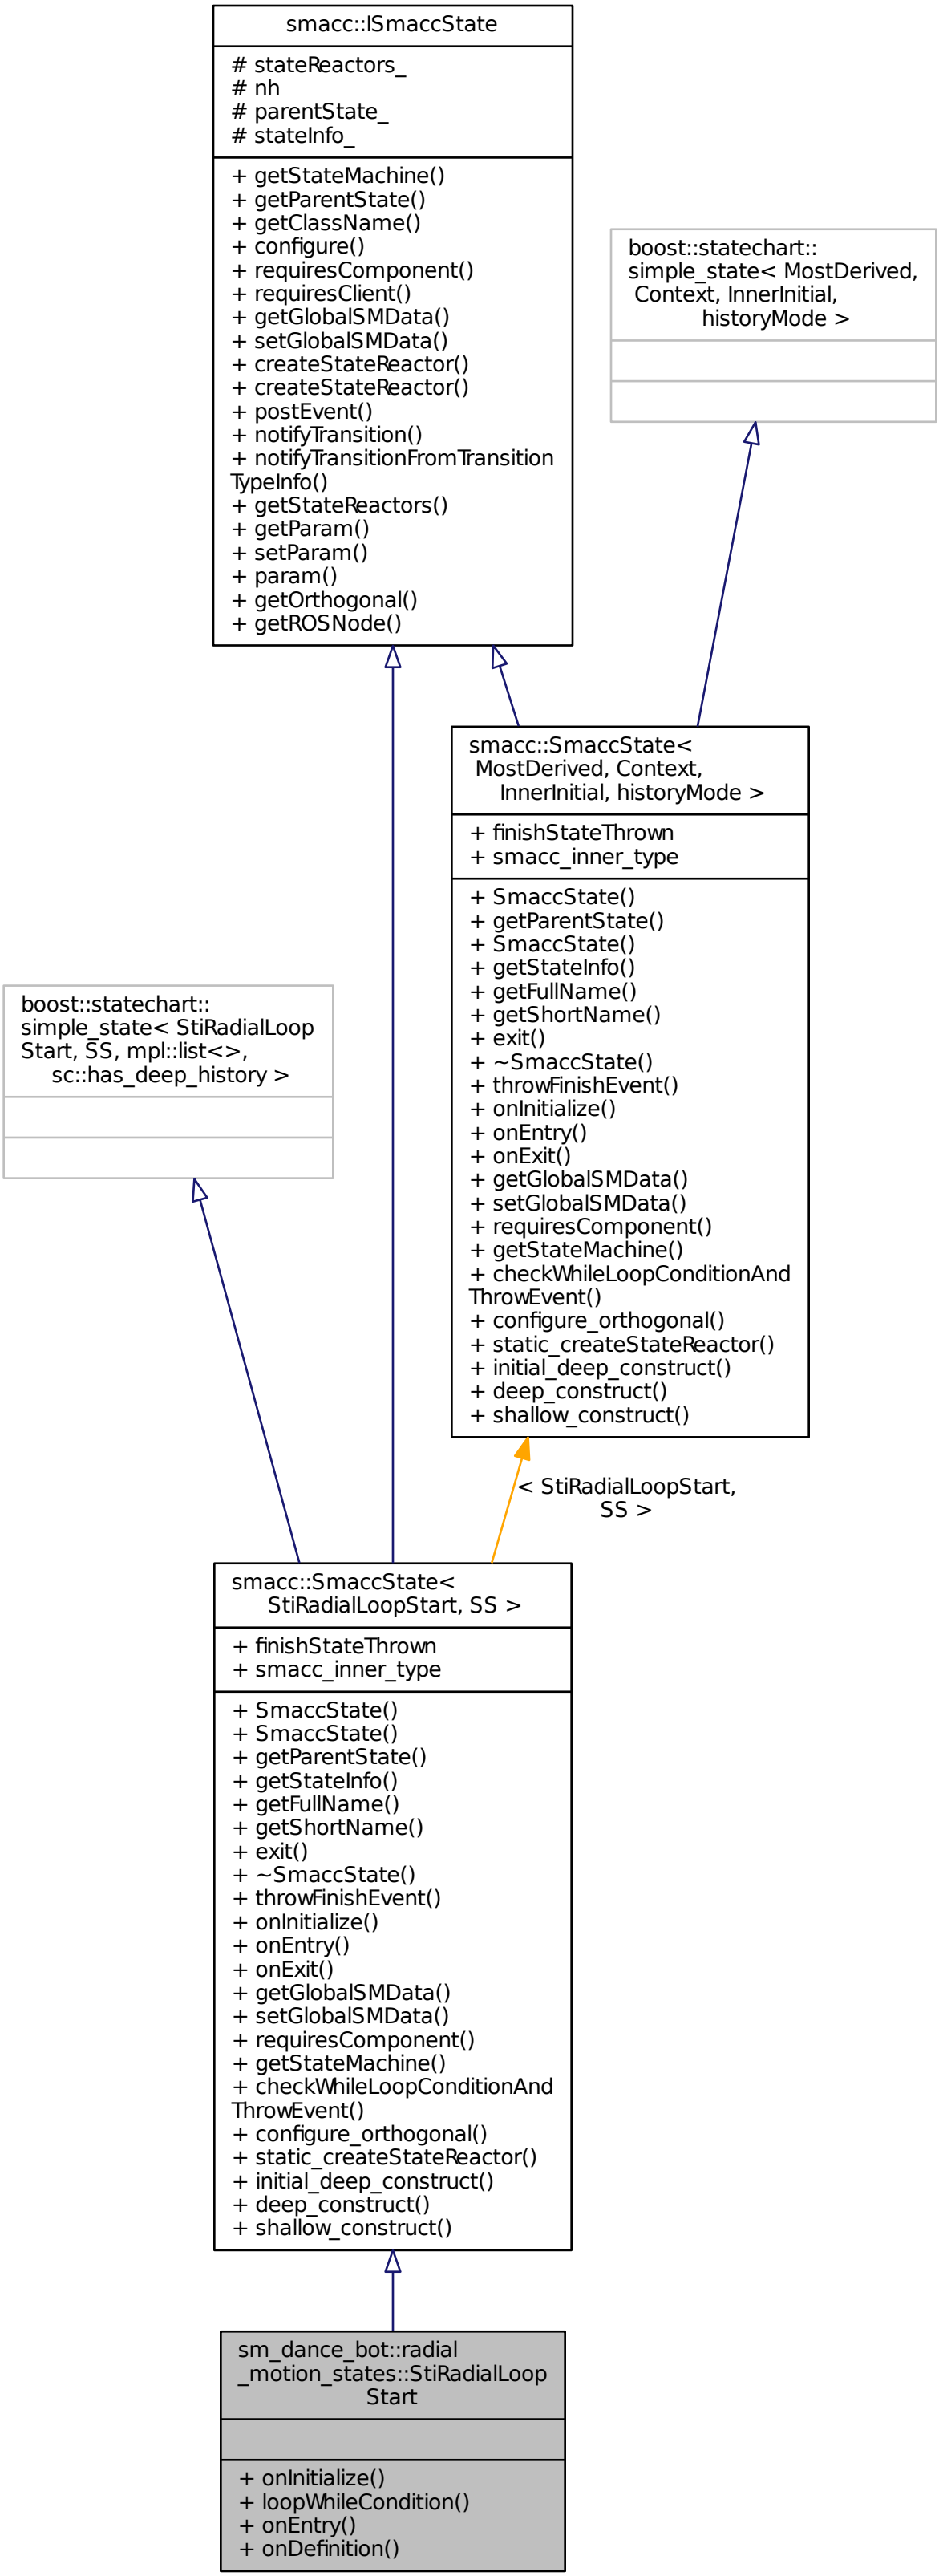 smacc::ISmaccState
# stateReactors_
# nh
# parentState_
# stateInfo_
+ getStateMachine()
+ getParentState()
+ getClassName()
+ configure()
+ requiresComponent()
+ requiresClient()
+ getGlobalSMData()
+ setGlobalSMData()
+ createStateReactor()
+ createStateReactor()
+ postEvent()
+ notifyTransition()
+ notifyTransitionFromTransition
TypeInfo()
+ getStateReactors()
+ getParam()
+ setParam()
+ param()
+ getOrthogonal()
+ getROSNode()
boost::statechart::
simple_state< MostDerived,
Context, InnerInitial,
historyMode >
smacc::SmaccState<
MostDerived, Context,
InnerInitial, historyMode >
+ finishStateThrown
+ smacc_inner_type
+ SmaccState()
+ getParentState()
+ SmaccState()
+ getStateInfo()
+ getFullName()
+ getShortName()
+ exit()
+ ~SmaccState()
+ throwFinishEvent()
+ onInitialize()
+ onEntry()
+ onExit()
+ getGlobalSMData()
+ setGlobalSMData()
+ requiresComponent()
+ getStateMachine()
+ checkWhileLoopConditionAnd
ThrowEvent()
+ configure_orthogonal()
+ static_createStateReactor()
+ initial_deep_construct()
+ deep_construct()
+ shallow_construct()
boost::statechart::
simple_state< StiRadialLoop
Start, SS, mpl::list<>,
sc::has_deep_history >
< StiRadialLoopStart,
SS >
smacc::SmaccState<
StiRadialLoopStart, SS >
+ finishStateThrown
+ smacc_inner_type
+ SmaccState()
+ SmaccState()
+ getParentState()
+ getStateInfo()
+ getFullName()
+ getShortName()
+ exit()
+ ~SmaccState()
+ throwFinishEvent()
+ onInitialize()
+ onEntry()
+ onExit()
+ getGlobalSMData()
+ setGlobalSMData()
+ requiresComponent()
+ getStateMachine()
+ checkWhileLoopConditionAnd
ThrowEvent()
+ configure_orthogonal()
+ static_createStateReactor()
+ initial_deep_construct()
+ deep_construct()
+ shallow_construct()
sm_dance_bot::radial
_motion_states::StiRadialLoop
Start
+ onInitialize()
+ loopWhileCondition()
+ onEntry()
+ onDefinition()